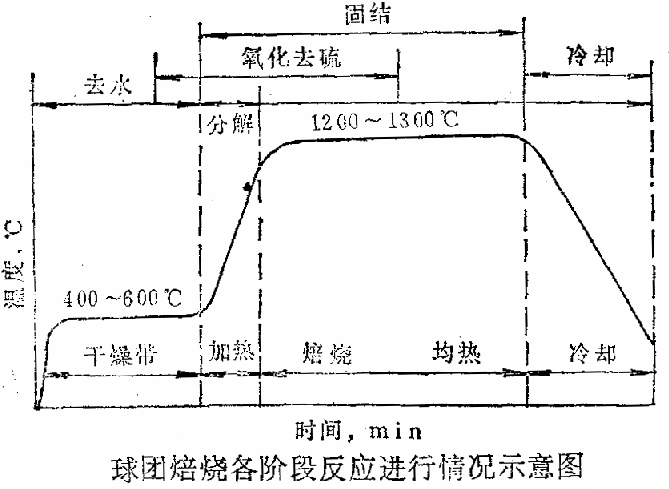 固结
氧化去硫
冷却
去水
分解
1200～1300℃
温度，℃
400～600℃
干燥带
加热
焙烧
均热
冷却
时间，min
球团焙烧各阶段反应进行情况示意图